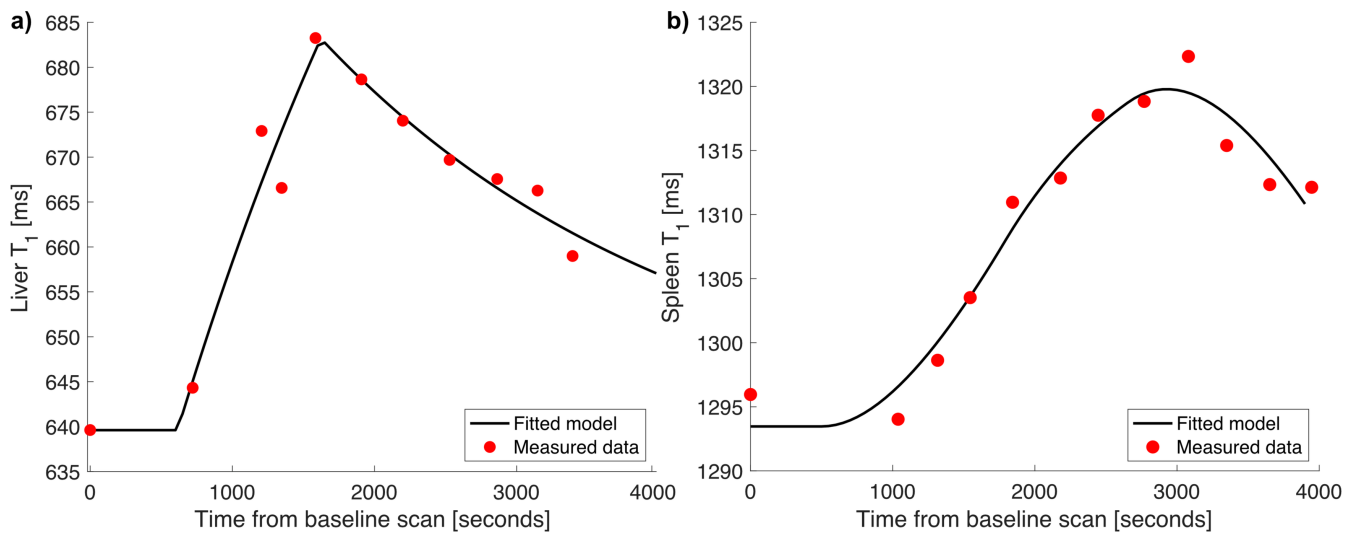 a)
685
680
675
670
665
660
655
650
645
640
635
Liver T1 [ms]
0 1000 2000 3000 4000
Time from baseline scan [seconds]
Fitted model
Measured data
b)
1325
1320
1315
1310
1305
1300
1295
1290
Spleen T1 [ms]
0 1000 2000 3000 4000
Time from baseline scan [seconds]
Fitted model
Measured data